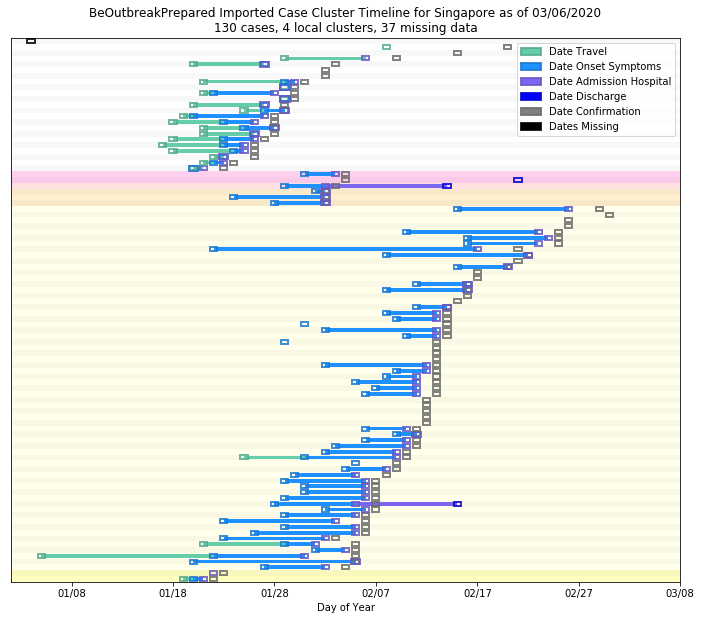 BeOutbreakPrepared Imported Case Cluster Timeline for Singapore as of 03/06/2020
130 cases, 4 local clusters, 37 missing data
Date Travel
Date Onset Symptoms
Date Admission Hospital
Date Discharge
Date Confirmation
Dates Missing
01/08 01/18 01/28 02/07 02/17 02/27 03/08
Day of Year